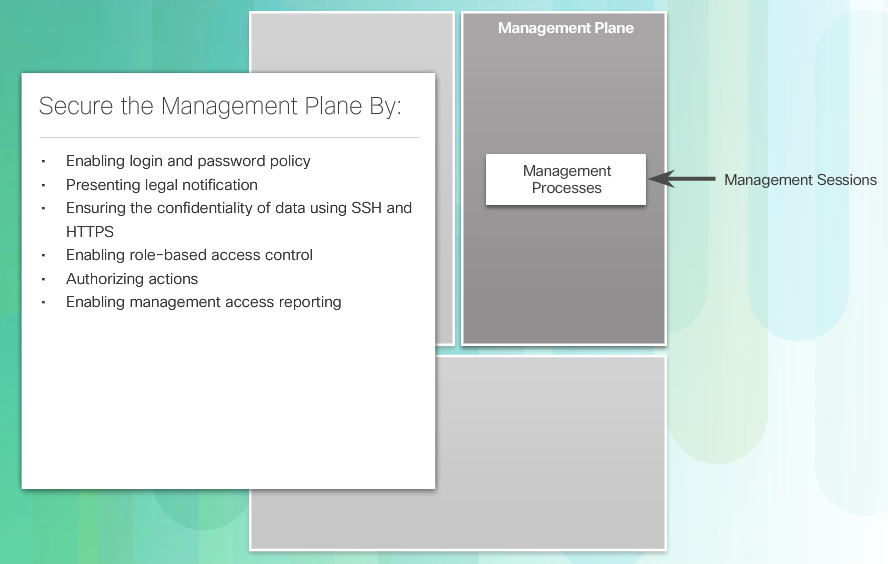 Management Plane
Secure the Management Plane By:
· Enabling login and password policy
· Presenting legal notification
· Ensuring the confidentiality of data using SSH and
HTTPS
· Enabling role-based access control
· Authorizing actions
· Enabling management access reporting
Management
Processes
Management Sessions